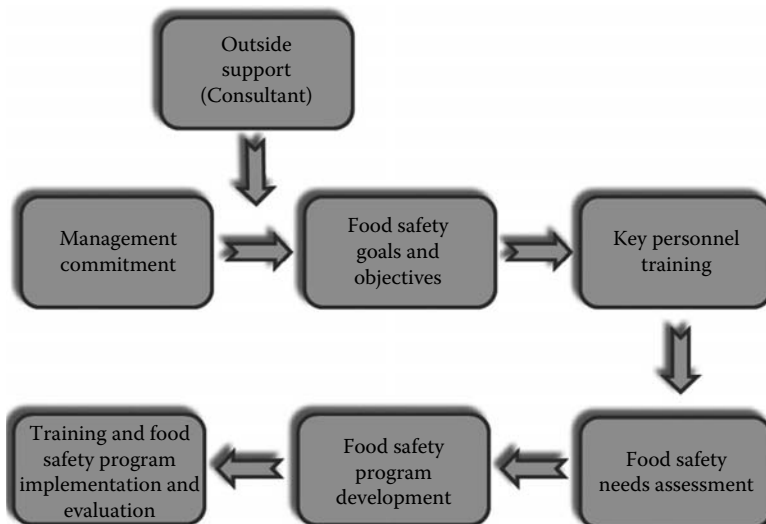 Outside
support
(Consultant)
Management
commitment
Food safety
goals and
objectives
Key personnel
training
Training and food
safety program
implementation and
evaluation
Food safety
program
development
Food safety
needs assessment